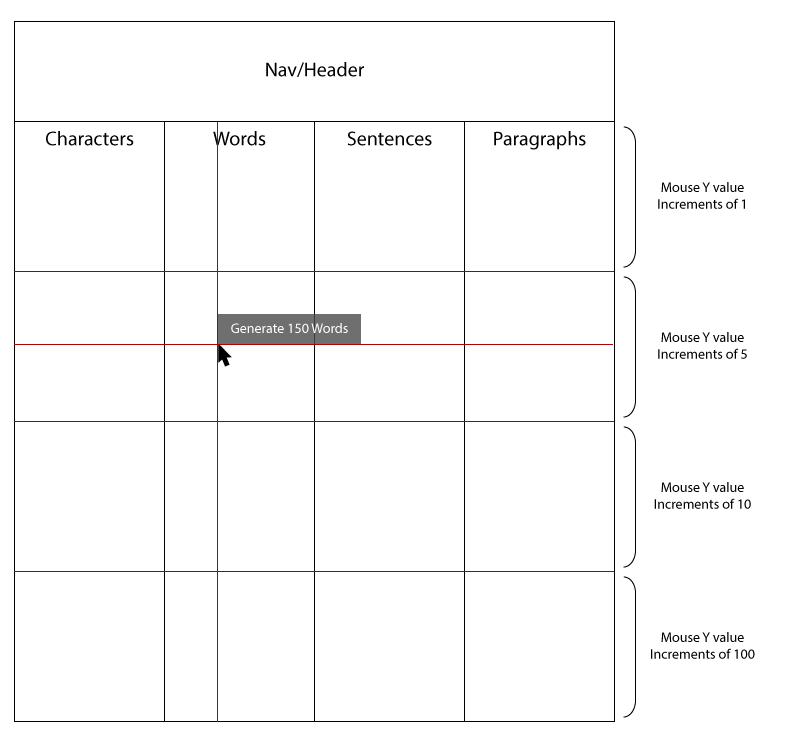 Nav/Header
Characters
Words
Sentences
Paragraphs
Mouse Y value
Increments of 1
Generate 150 Words
Mouse Y value
Increments of 5
Mouse Y value
Increments of 10
Mouse Y value
Increments of 100